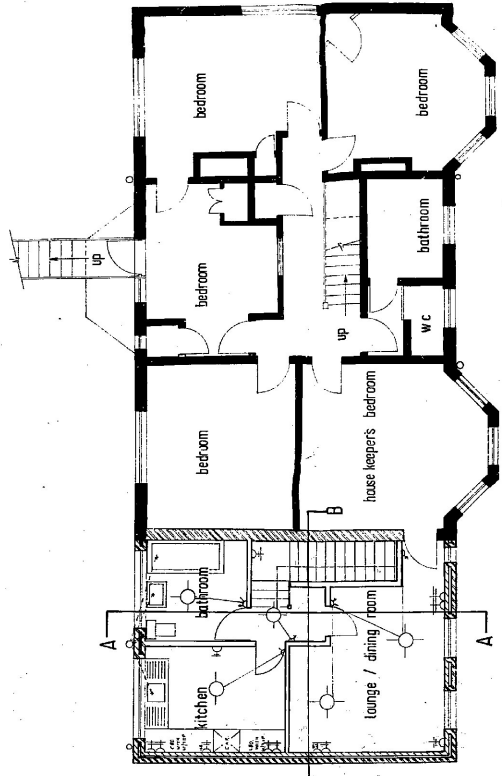 bedroom
bedroom
up
bedroom
bathroom
up
wc
bedroom
house keeper's bedroom
B
bathroom
A
A
kitchen
lounge / dining room